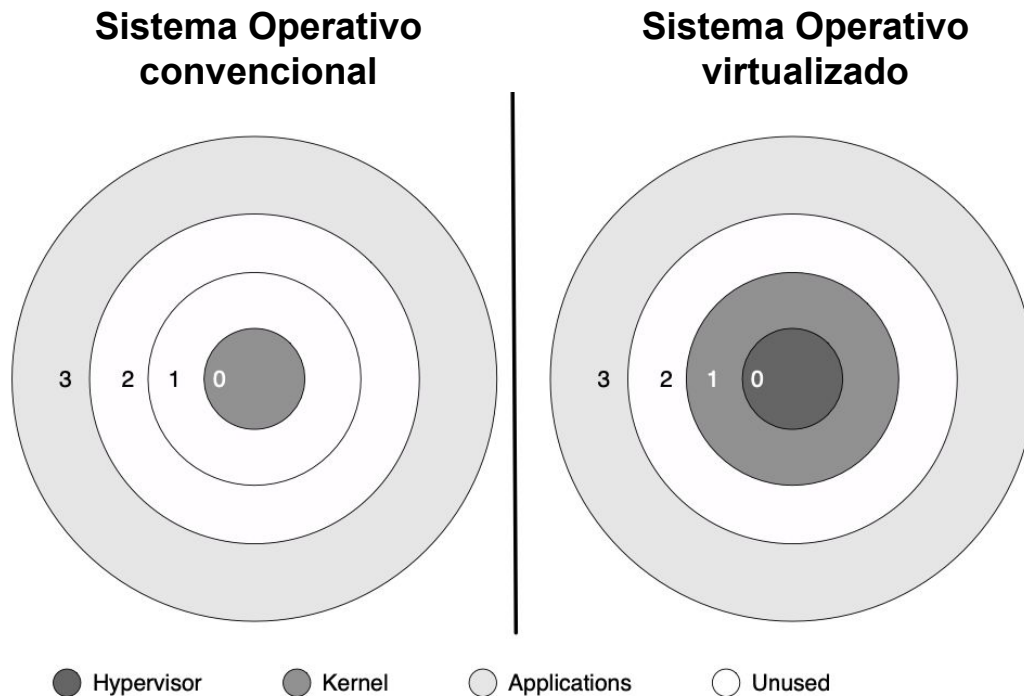 Sistema Operativo
convencional
Sistema Operativo
virtualizado
3 2 1 0
3 2 1 0
Hypervisor Kernel Applications Unused